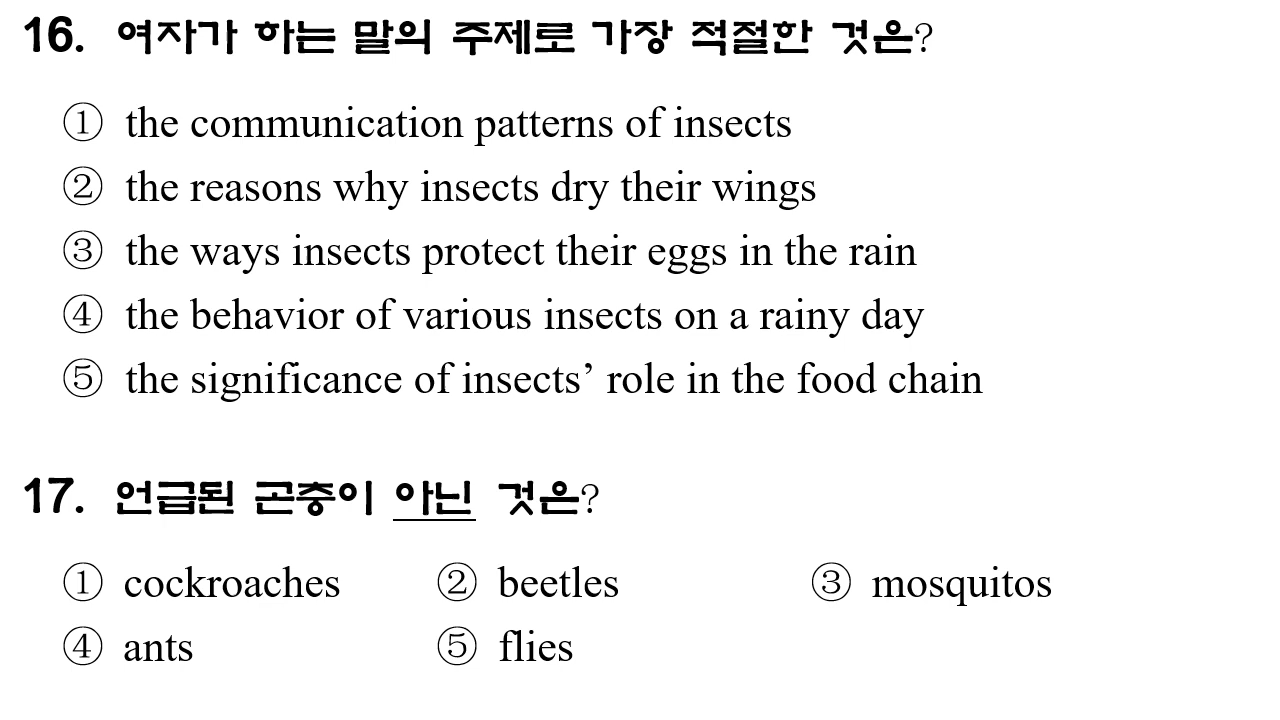 16. 여자가 하는 말의 주제로 가장 적절한 것은?
① the communication patterns of insects
② the reasons why insects dry their wings
③ the ways insects protect their eggs in the rain
④ the behavior of various insects on a rainy day
⑤ the significance of insects’ role in the food chain
17. 언급된 곤충이 아닌 것은?
① cockroaches ② beetles ③ mosquitos
④ ants ⑤ flies